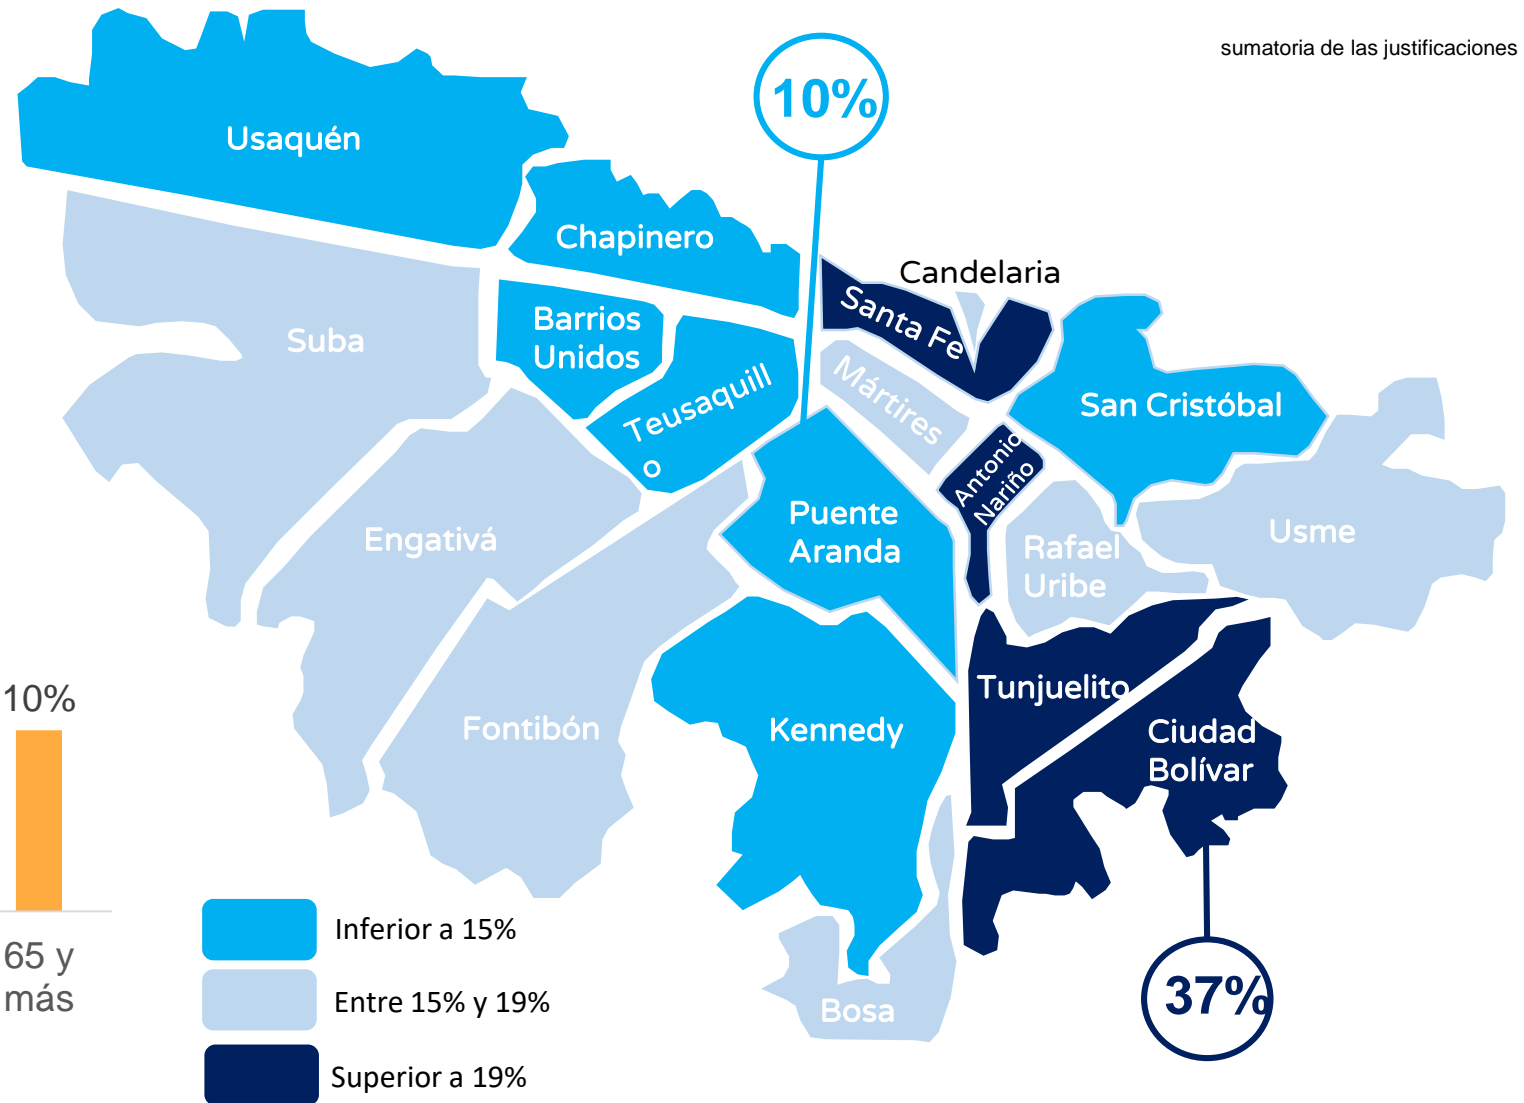 sumatoria de las justificaciones
10%
Usaquén
Chapinero
Candelaria
Santa Fe
Barrios
Unidos
Suba
Teusaquill
o
Mártires
San Cristóbal
Antonio
Nariño
Puente
Aranda
Engativá
Rafael
Uribe
Usme
Tunjuelito
Fontibón
Kennedy
Ciudad
Bolívar
10%
65 y
más
Inferior a 15%
Entre 15% y 19%
Superior a 19%
Bosa
37%